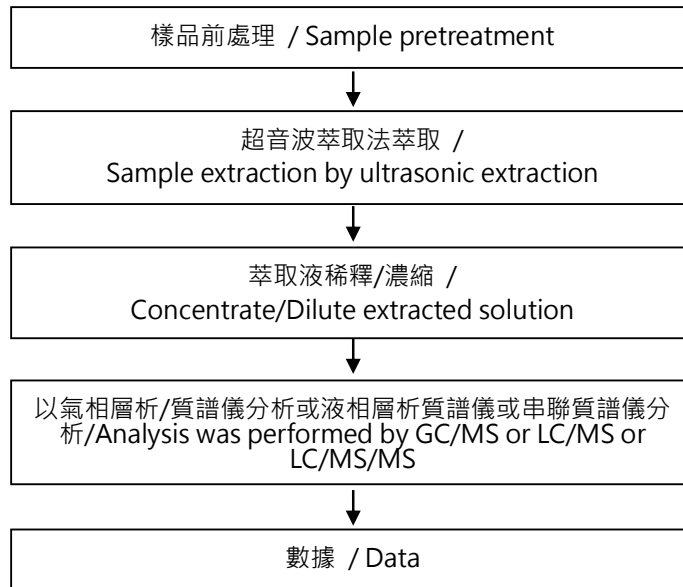 樣品前處理 / Sample pretreatment
超音波萃取法萃取 /
Sample extraction by ultrasonic extraction
萃取液稀釋/濃縮 /
Concentrate/Dilute extracted solution
以氣相層析/質譜儀分析或液相層析質譜儀或串聯質譜儀分
析/Analysis was performed by GC/MS or LC/MS or
LC/MS/MS
數據 / Data